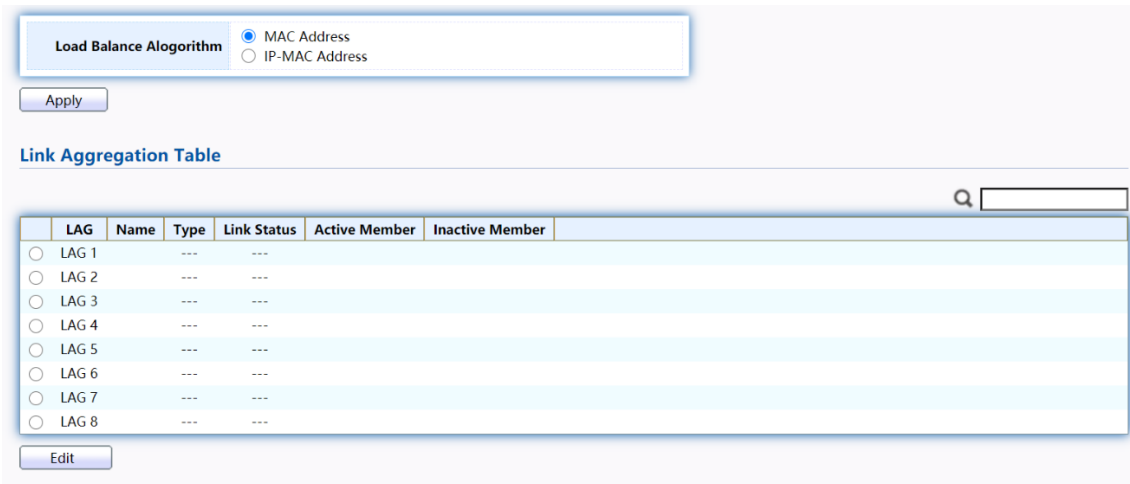 Load Balance Alogorithm
MAC Address
IP-MAC Address
Apply
Link Aggregation Table
LAG Name Type Link Status Active Member Inactive Member
LAG 1 --- ---
LAG 2 --- ---
LAG 3 --- ---
LAG 4 --- ---
LAG 5 --- ---
LAG 6 --- ---
LAG 7 --- ---
LAG 8 --- ---
Edit